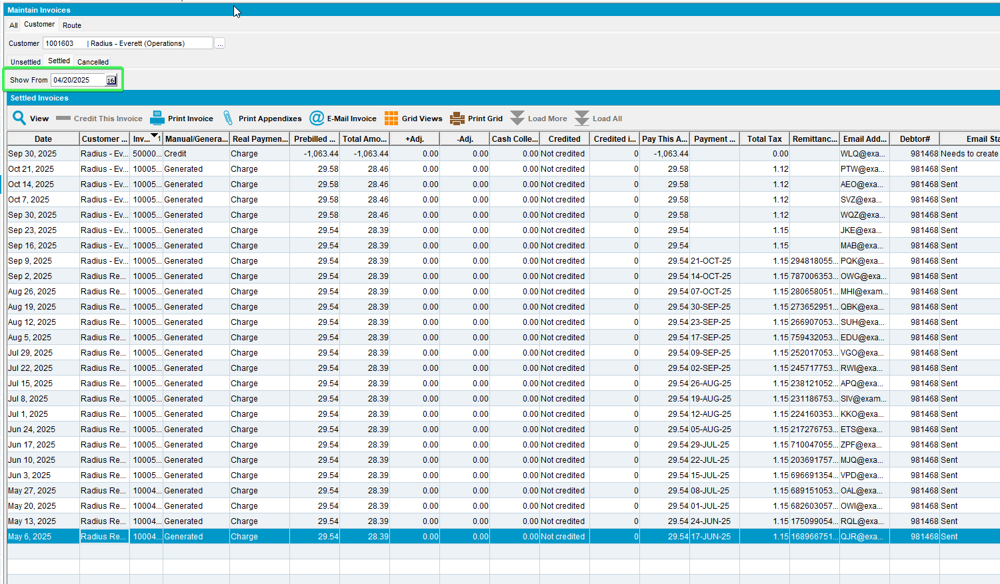 Maintain Invoices
All Customer Route
Customer 1001603 | Radius - Everett (Operations) ...
Unsettled Settled Cancelled
Show From 04/20/2025 16
Settled Invoices
View Credit This Invoice Print Invoice Print Appendixes @ E-Mail Invoice Grid Views Print Grid Load More Load All
Date Customer ... Inv... 1 Manual/Genera... Real Paymen... Prebilled ... Total Amo... +Adj. -Adj. Cash Colle... Credited Credited i... Pay This A... Payment ... Total Tax Remittanc... Email Add... Debtor# Email Sta
Sep 30, 2025 Radius - Ev... 50000... Credit Charge -1,063.44 -1,063.44 0.00 0.00 0.00 Not credited 0 -1,063.44 0.00 WLQ@exa... 981468 Needs to create
Oct 21, 2025 Radius - Ev... 10005... Generated Charge 29.58 28.46 0.00 0.00 0.00 Not credited 0 29.58 1.12 PTW@exa... 981468 Sent
Oct 14, 2025 Radius - Ev... 10005... Generated Charge 29.58 28.46 0.00 0.00 0.00 Not credited 0 29.58 1.12 AEO@exa... 981468 Sent
Oct 7, 2025 Radius - Ev... 10005... Generated Charge 29.58 28.46 0.00 0.00 0.00 Not credited 0 29.58 1.12 SVZ@exa... 981468 Sent
Sep 30, 2025 Radius - Ev... 10005... Generated Charge 29.58 28.46 0.00 0.00 0.00 Not credited 0 29.58 1.12 WQZ@exa... 981468 Sent
Sep 23, 2025 Radius - Ev... 10005... Generated Charge 29.54 28.39 0.00 0.00 0.00 Not credited 0 29.54 1.15 JKE@exa... 981468 Sent
Sep 16, 2025 Radius - Ev... 10005... Generated Charge 29.54 28.39 0.00 0.00 0.00 Not credited 0 29.54 1.15 MAB@exa... 981468 Sent
Sep 9, 2025 Radius - Ev... 10005... Generated Charge 29.54 28.39 0.00 0.00 0.00 Not credited 0 29.54 21-OCT-25 1.15 294818055... PQK@exa... 981468 Sent
Sep 2, 2025 Radius Re... 10005... Generated Charge 29.54 28.39 0.00 0.00 0.00 Not credited 0 29.54 14-OCT-25 1.15 787006353... OWG@exa... 981468 Sent
Aug 26, 2025 Radius Re... 10005... Generated Charge 29.54 28.39 0.00 0.00 0.00 Not credited 0 29.54 07-OCT-25 1.15 280658051... MHI@exam... 981468 Sent
Aug 19, 2025 Radius Re... 10005... Generated Charge 29.54 28.39 0.00 0.00 0.00 Not credited 0 29.54 30-SEP-25 1.15 273652951... QBK@exa... 981468 Sent
Aug 12, 2025 Radius Re... 10005... Generated Charge 29.54 28.39 0.00 0.00 0.00 Not credited 0 29.54 23-SEP-25 1.15 266907053... SUH@exa... 981468 Sent
Aug 5, 2025 Radius Re... 10005... Generated Charge 29.54 28.39 0.00 0.00 0.00 Not credited 0 29.54 17-SEP-25 1.15 759432053... EDU@exa... 981468 Sent
Jul 29, 2025 Radius Re... 10005... Generated Charge 29.54 28.39 0.00 0.00 0.00 Not credited 0 29.54 09-SEP-25 1.15 252017053... VGO@exa... 981468 Sent
Jul 22, 2025 Radius Re... 10005... Generated Charge 29.54 28.39 0.00 0.00 0.00 Not credited 0 29.54 02-SEP-25 1.15 245717753... RWI@exa... 981468 Sent
Jul 15, 2025 Radius Re... 10005... Generated Charge 29.54 28.39 0.00 0.00 0.00 Not credited 0 29.54 26-AUG-25 1.15 238121052... APQ@exa... 981468 Sent
Jul 8, 2025 Radius Re... 10005... Generated Charge 29.54 28.39 0.00 0.00 0.00 Not credited 0 29.54 19-AUG-25 1.15 231186753... SIV@exam... 981468 Sent
Jul 1, 2025 Radius Re... 10005... Generated Charge 29.54 28.39 0.00 0.00 0.00 Not credited 0 29.54 12-AUG-25 1.15 224160353... KKO@exa... 981468 Sent
Jun 24, 2025 Radius Re... 10005... Generated Charge 29.54 28.39 0.00 0.00 0.00 Not credited 0 29.54 05-AUG-25 1.15 217276753... ETS@exa... 981468 Sent
Jun 17, 2025 Radius Re... 10005... Generated Charge 29.54 28.39 0.00 0.00 0.00 Not credited 0 29.54 29-JUL-25 1.15 710047055... ZPF@exa... 981468 Sent
Jun 10, 2025 Radius Re... 10005... Generated Charge 29.54 28.39 0.00 0.00 0.00 Not credited 0 29.54 22-JUL-25 1.15 203691757... MJQ@exa... 981468 Sent
Jun 3, 2025 Radius Re... 10005... Generated Charge 29.54 28.39 0.00 0.00 0.00 Not credited 0 29.54 15-JUL-25 1.15 696691354... VPD@exa... 981468 Sent
May 27, 2025 Radius Re... 10004... Generated Charge 29.54 28.39 0.00 0.00 0.00 Not credited 0 29.54 08-JUL-25 1.15 689151053... OAL@exa... 981468 Sent
May 20, 2025 Radius Re... 10004... Generated Charge 29.54 28.39 0.00 0.00 0.00 Not credited 0 29.54 01-JUL-25 1.15 682603057... OWI@exa... 981468 Sent
May 13, 2025 Radius Re... 10004... Generated Charge 29.54 28.39 0.00 0.00 0.00 Not credited 0 29.54 24-JUN-25 1.15 175099054... RQL@exa... 981468 Sent
May 6, 2025 Radius Re... 10004... Generated Charge 29.54 28.39 0.00 0.00 0.00 Not credited 0 29.54 17-JUN-25 1.15 168966751... QJR@exa... 981468 Sent